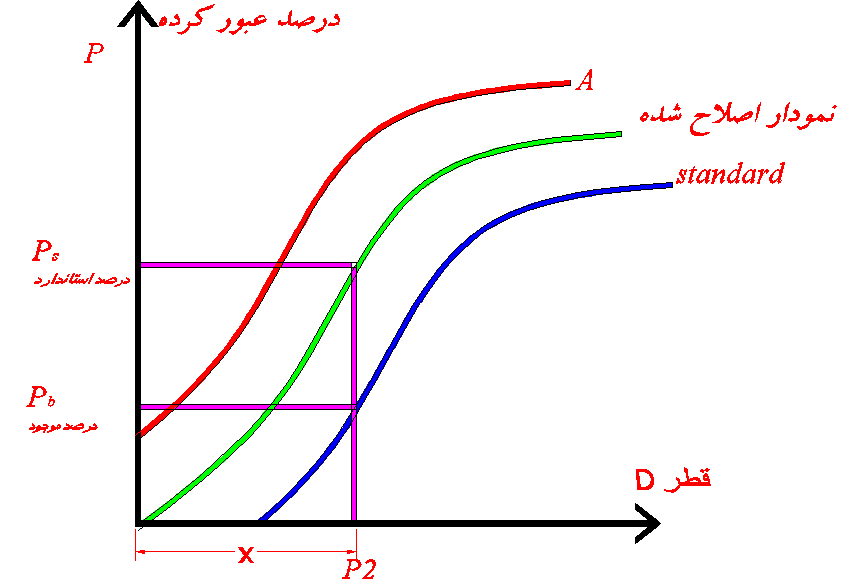 درصد عبور کرده
P
A
نمودار اصلاح شده
standard
Ps
درصد استاندارد
Pb
درصد موجود
قطر D
x
P2